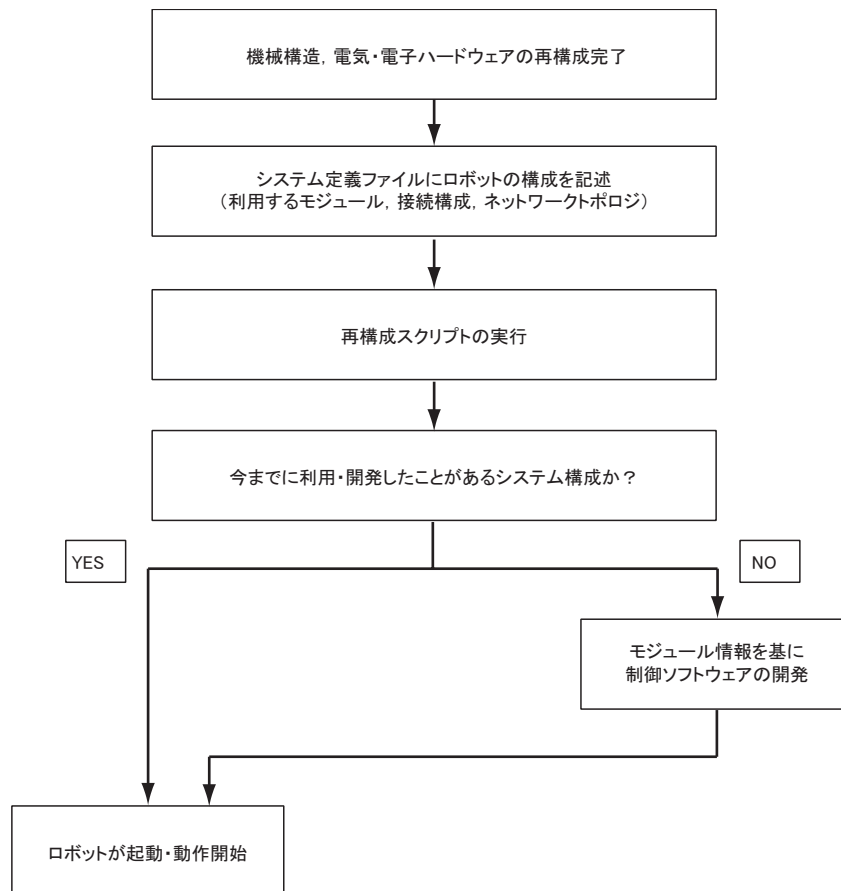 機械構造，電気・電子ハードウェアの再構成完了
システム定義ファイルにロボットの構成を記述
（利用するモジュール，接続構成，ネットワークトポロジ）
再構成スクリプトの実行
今までに利用・開発したことがあるシステム構成か？
YES
NO
モジュール情報を基に
制御ソフトウェアの開発
ロボットが起動・動作開始